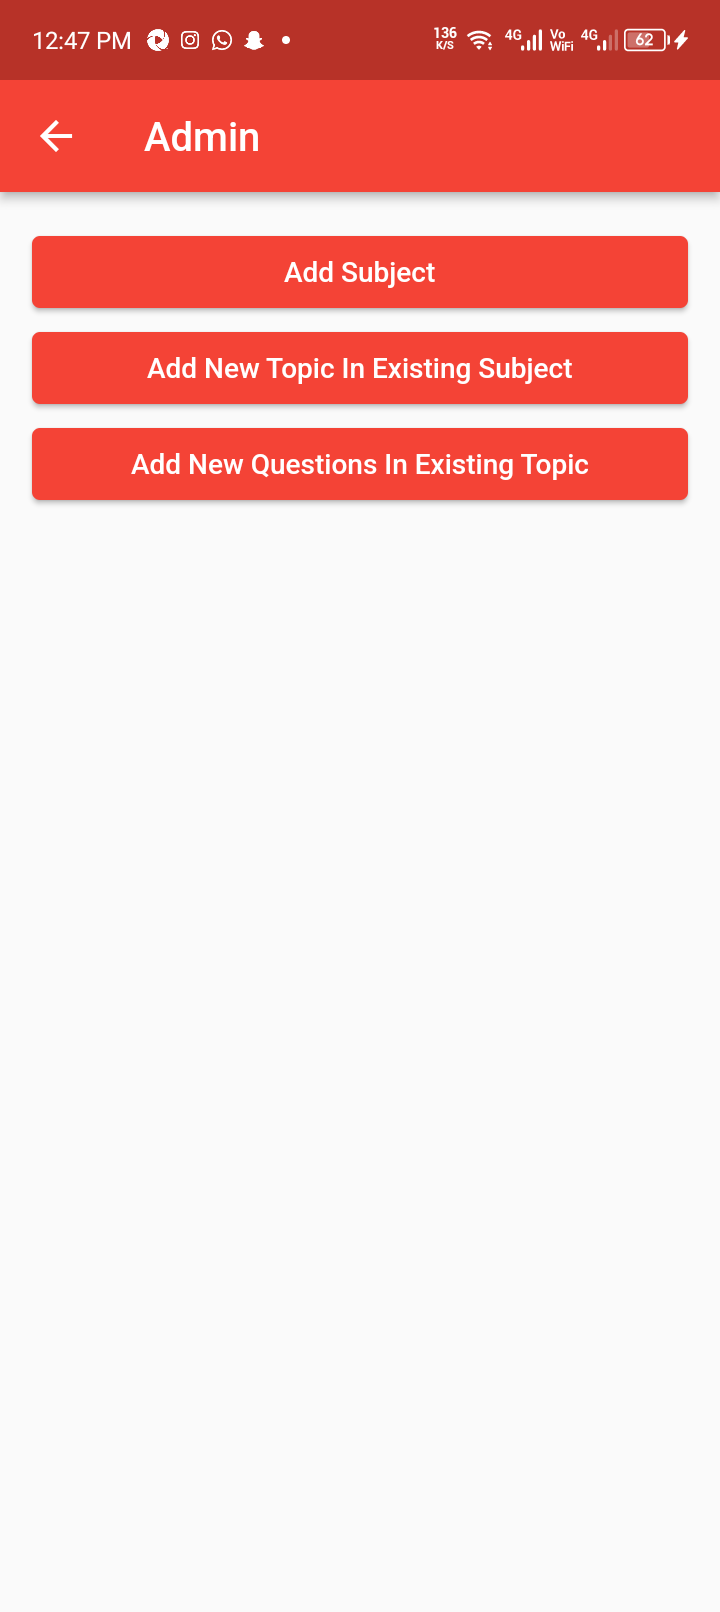 12:47 PM 136 K/S 4G Vo WiFi 4G 62
Admin
Add Subject
Add New Topic In Existing Subject
Add New Questions In Existing Topic